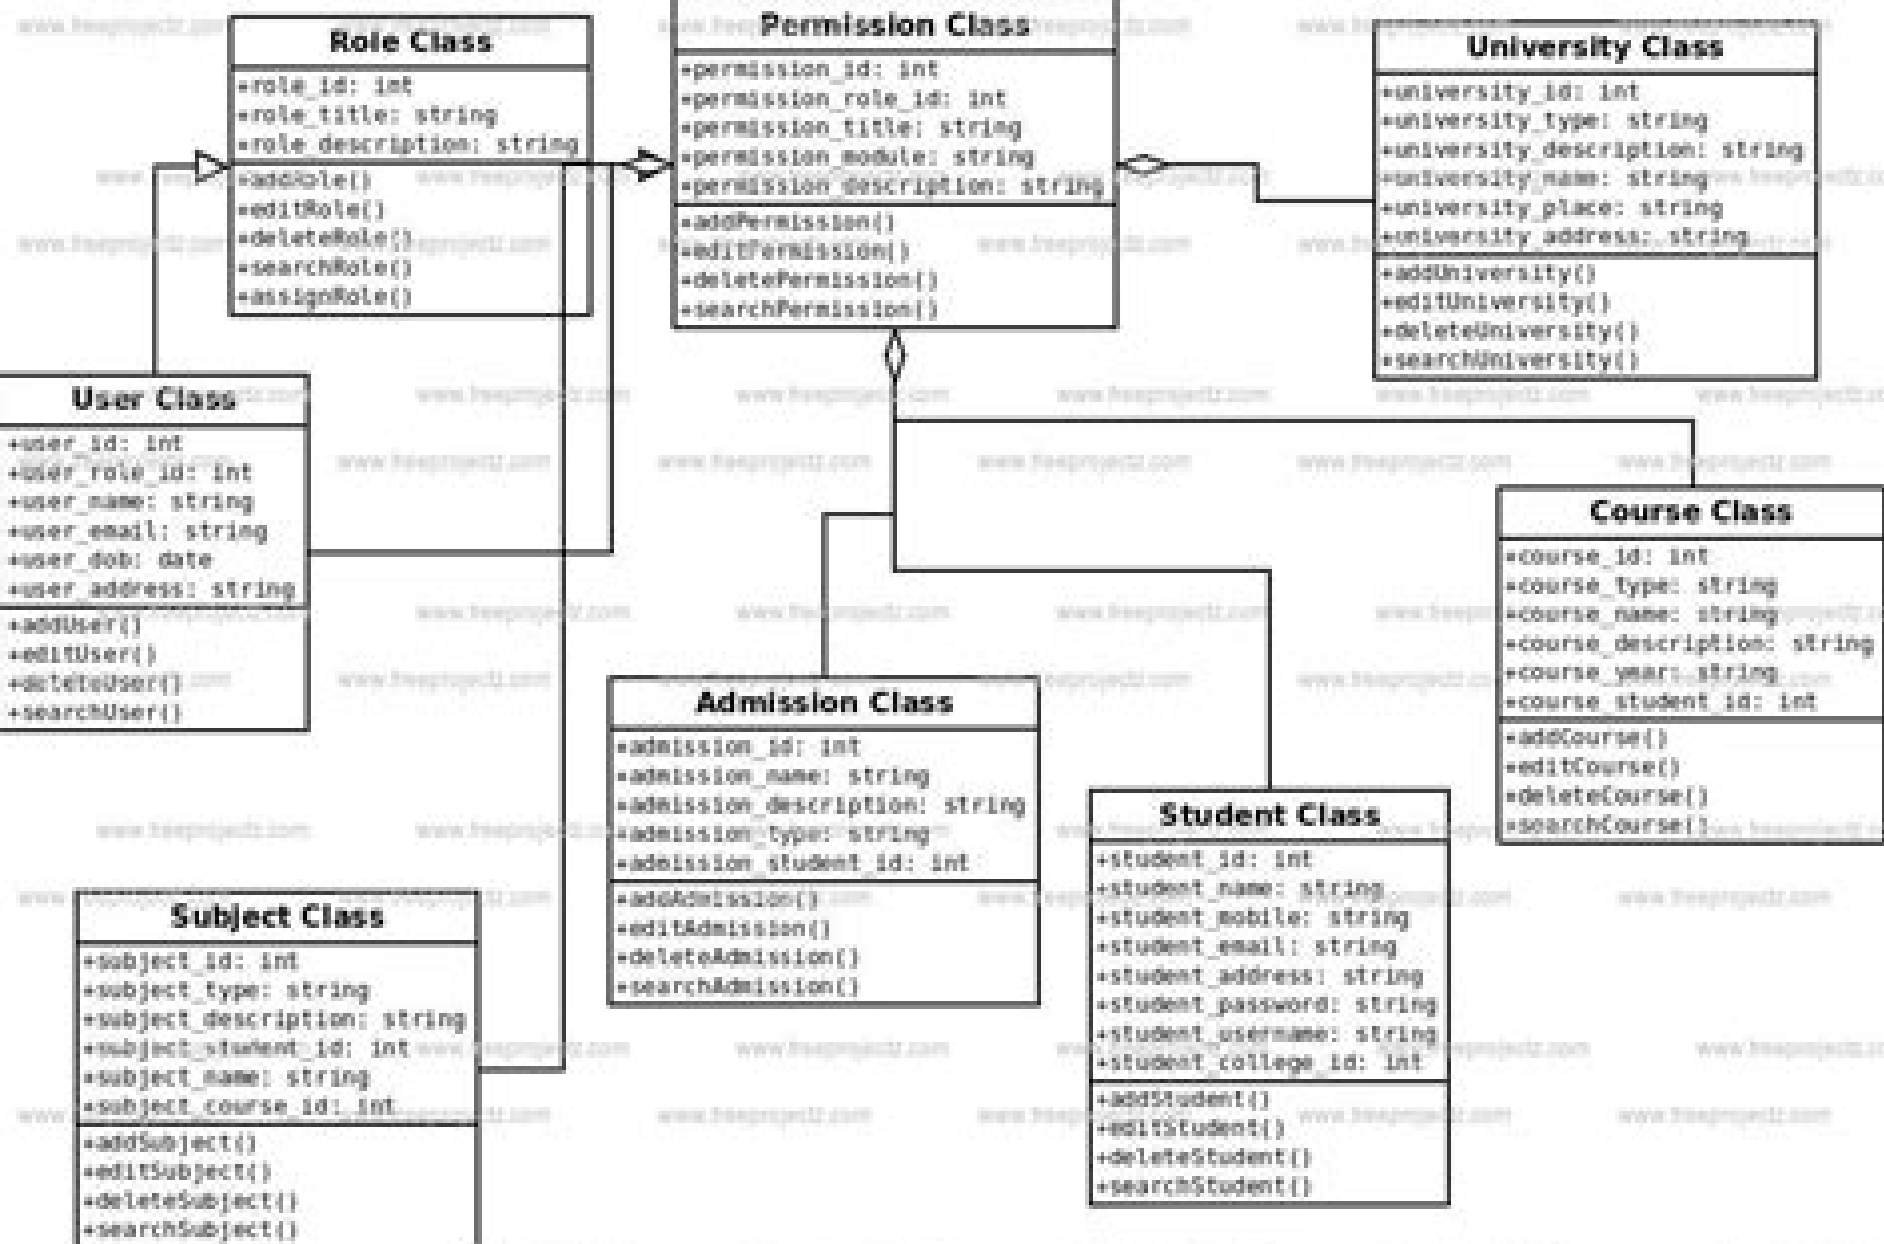 Role Class
+role_id: int
+role_title: string
+role_description: string
+addRole()
+editRole()
+deleteRole()
+searchRole()
+assignRole()
Permission Class
+permission_id: int
+permission_role_id: int
+permission_title: string
+permission_module: string
+permission_description: string
+addPermission()
+editPermission()
+deletePermission()
+searchPermission()
University Class
+university_id: int
+university_type: string
+university_description: string
+university_name: string
+university_place: string
+university_address: string
+addUniversity()
+editUniversity()
+deleteUniversity()
+searchUniversity()
User Class
+user_id: int
+user_role_id: int
+user_name: string
+user_email: string
+user_dob: date
+user_address: string
+addUser()
+editUser()
+deleteUser()
+searchUser()
Course Class
+course_id: int
+course_type: string
+course_name: string
+course_description: string
+course_year: string
+course_student_id: int
+addCourse()
+editCourse()
+deleteCourse()
+searchCourse()
Admission Class
+admission_id: int
+admission_name: string
+admission_description: string
+admission_type: string
+admission_student_id: int
+addAdmission()
+editAdmission()
+deleteAdmission()
+searchAdmission()
Student Class
+student_id: int
+student_name: string
+student_mobile: string
+student_email: string
+student_address: string
+student_password: string
+student_username: string
+student_college_id: int
+addStudent()
+editStudent()
+deleteStudent()
+searchStudent()
Subject Class
+subject_id: int
+subject_type: string
+subject_description: string
+subject_student_id: int
+subject_name: string
+subject_course_id: int
+addSubject()
+editSubject()
+deleteSubject()
+searchSubject()
www.freeprojectz.com